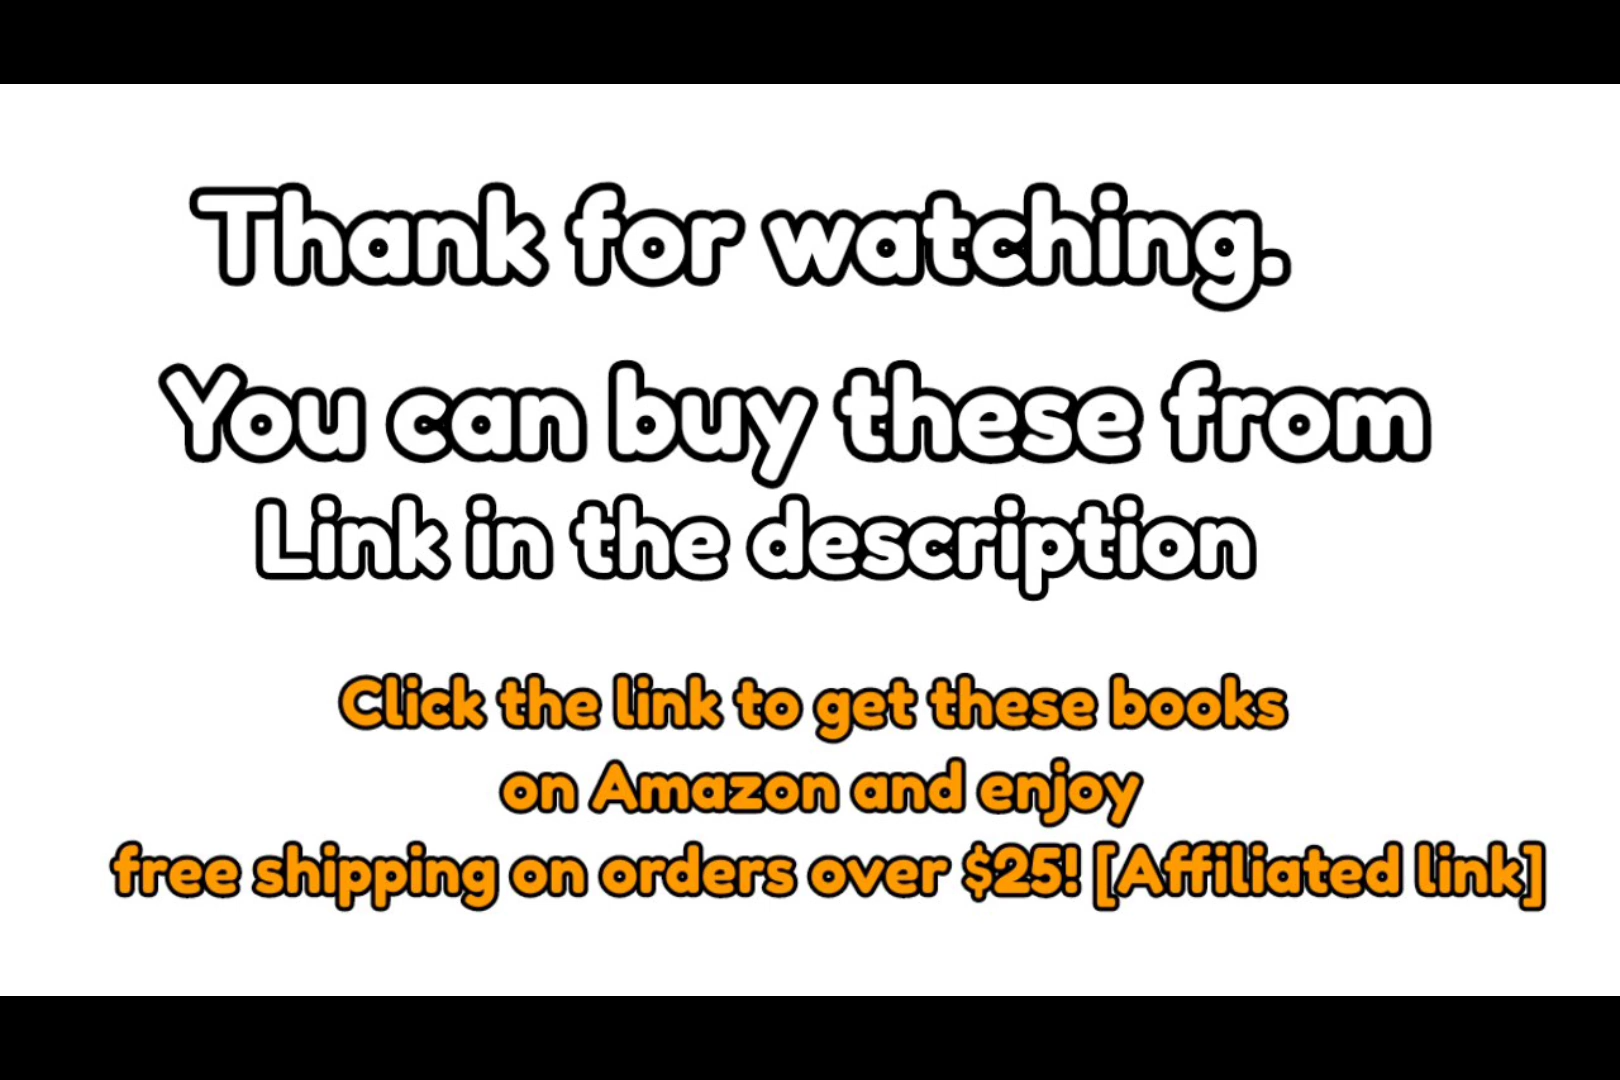 Thank for watching.
You can buy these from
Link in the description
Click the link to get these books
on Amazon and enjoy
free shipping on orders over $25! [Affiliated link]